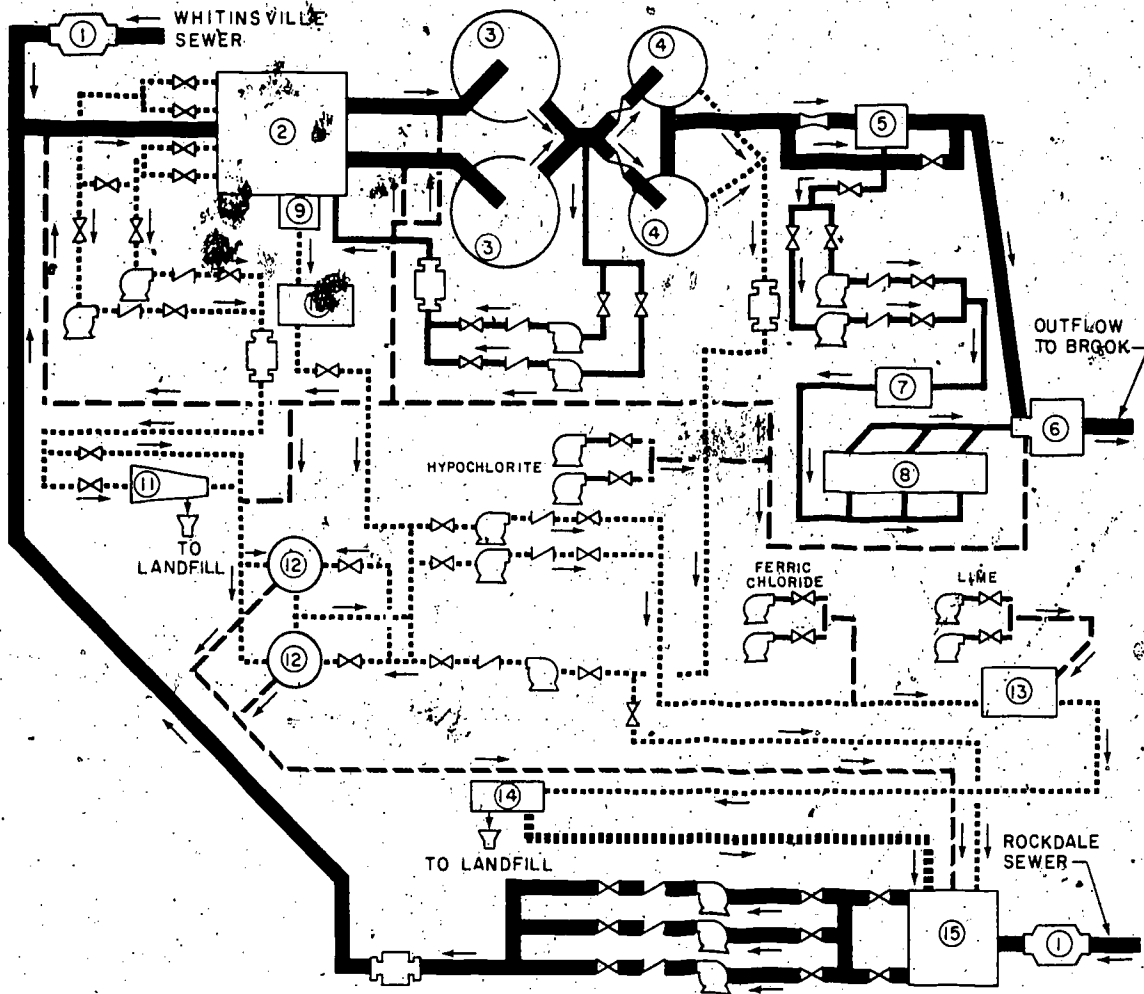 WHITINSVILLE
SEWER
1
3
4
2
5
9
3
4
7
6
OUTFLOW
TO BROOK
8
HYPOCHLORITE
11
TO
LANDFILL
12
FERRIC
CHLORIDE
LIME
12
13
14
TO LANDFILL
ROCKDALE
SEWER
15
1